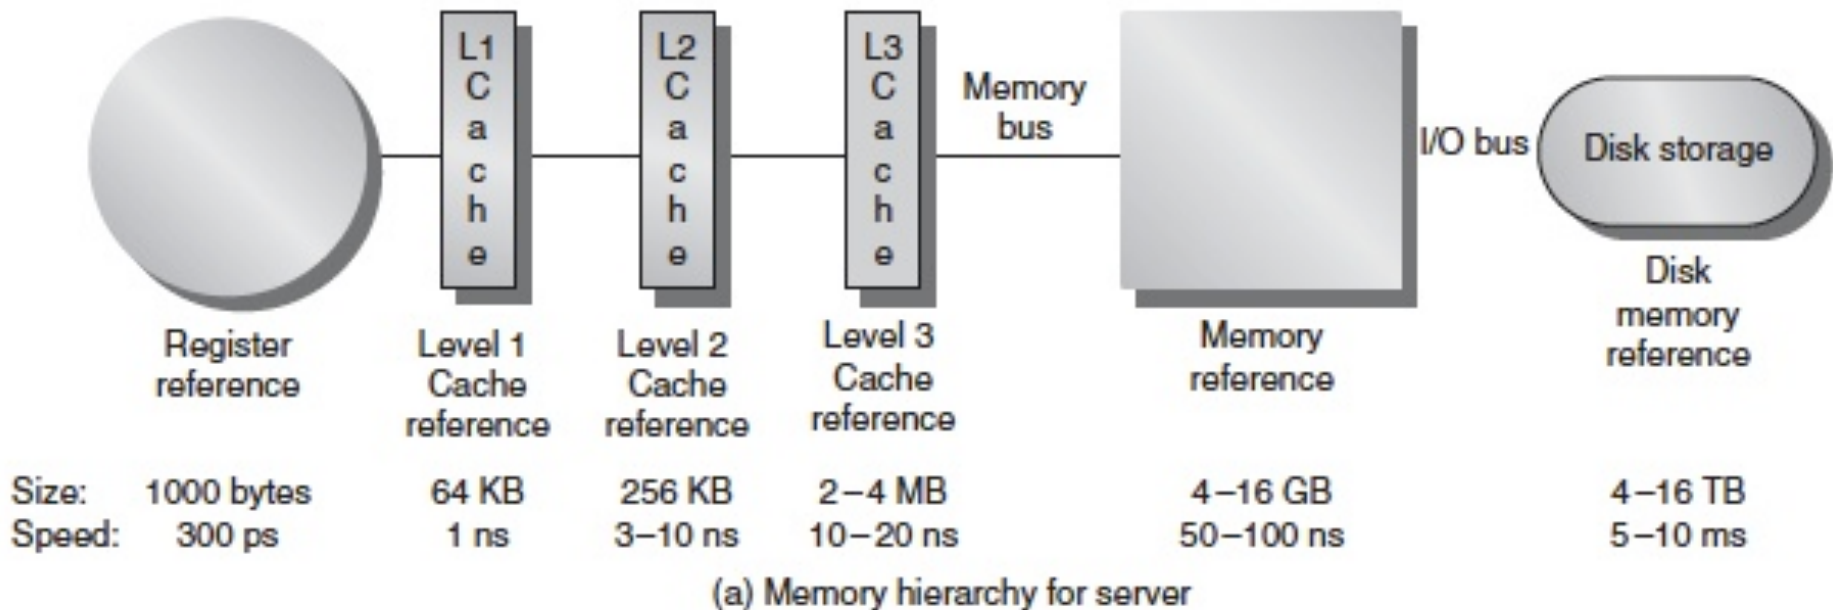 L1
C
a
c
h
e
L2
C
a
c
h
e
L3
C
a
c
h
e
Memory
bus
I/O bus
Disk storage
Register
reference
Level 1
Cache
reference
Level 2
Cache
reference
Level 3
Cache
reference
Memory
reference
Disk
memory
reference
Size: 1000 bytes 64 KB 256 KB 2–4 MB 4–16 GB 4–16 TB
Speed: 300 ps 1 ns 3–10 ns 10–20 ns 50–100 ns 5–10 ms
(a) Memory hierarchy for server